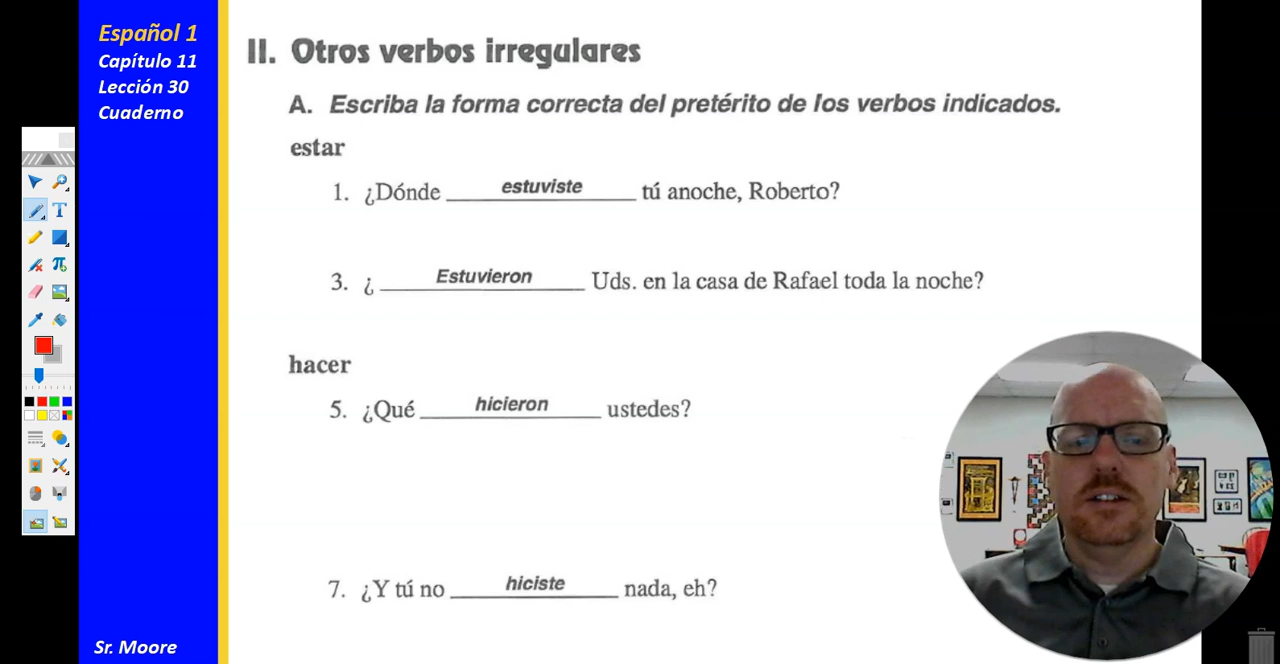 Español 1
Capítulo 11
Lección 30
Cuaderno
II. Otros verbos irregulares
A. Escriba la forma correcta del pretérito de los verbos indicados.
estar
1. ¿Dónde estuviste tú anoche, Roberto?
3. ¿ Estuvieron Uds. en la casa de Rafael toda la noche?
hacer
5. ¿Qué hicieron ustedes?
7. ¿Y tú no hiciste nada, eh?
Sr. Moore